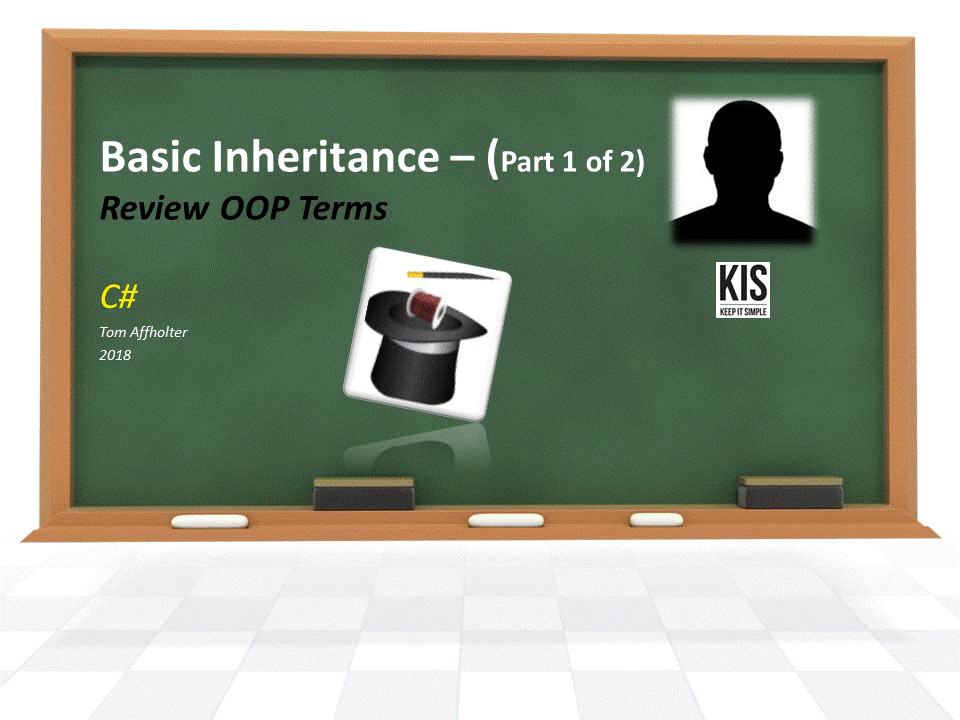 Basic Inheritance – (Part 1 of 2)
Review OOP Terms
C#
Tom Affholter
2018
KIS
KEEP IT SIMPLE